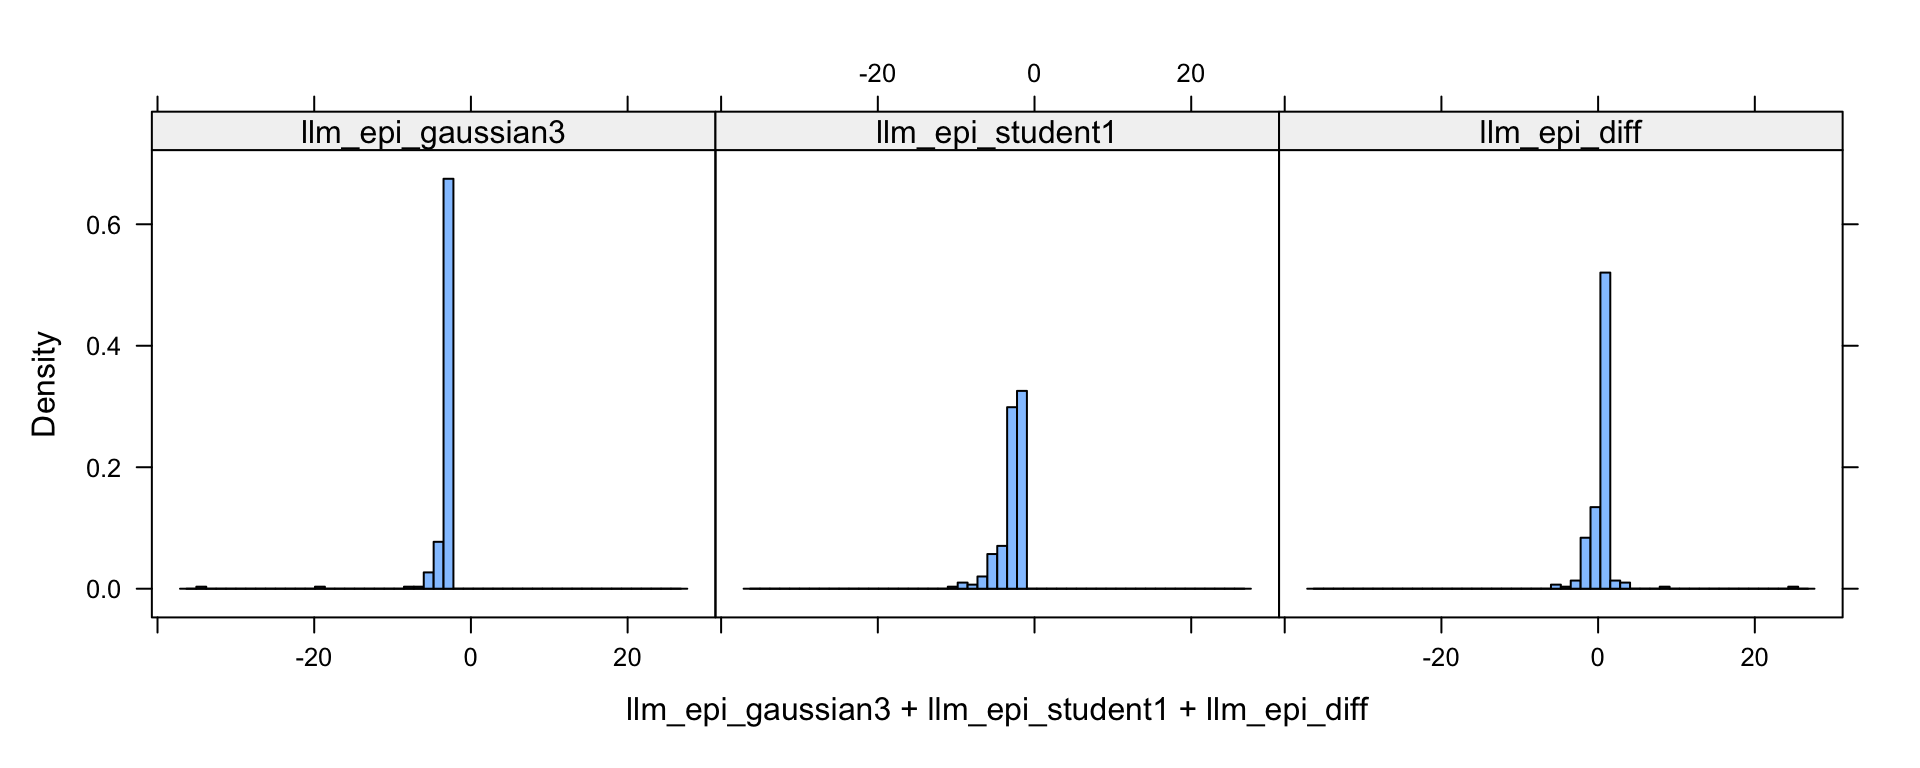 -20 0 20
llm_epi_gaussian3 llm_epi_student1 llm_epi_diff
0.6
0.4
0.2
0.0
Density
-20 0 20 -20 0 20
llm_epi_gaussian3 + llm_epi_student1 + llm_epi_diff